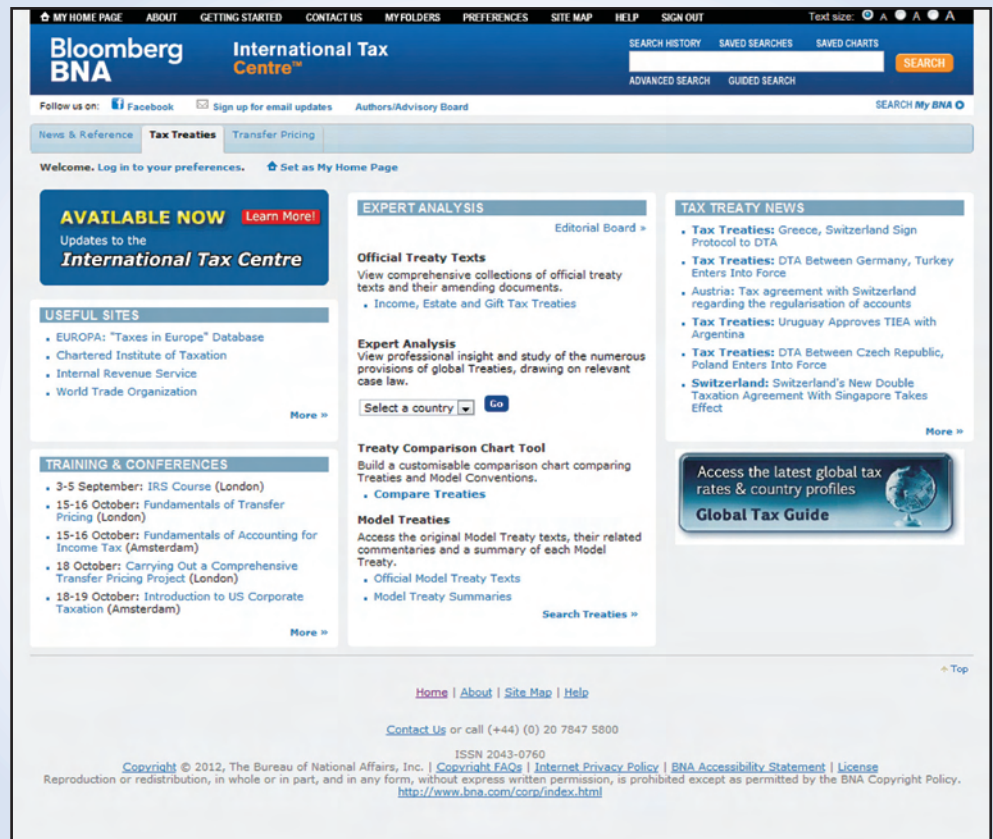 MY HOME PAGE ABOUT GETTING STARTED CONTACT US MY FOLDERS PREFERENCES SITE MAP HELP SIGN OUT Text size: A A A
Bloomberg
BNA
International Tax
Centre™
SEARCH HISTORY SAVED SEARCHES SAVED CHARTS
SEARCH
ADVANCED SEARCH GUIDED SEARCH
Follow us on: Facebook Sign up for email updates Authors/Advisory Board SEARCH My BNA
News & Reference Tax Treaties Transfer Pricing
Welcome. Log in to your preferences. Set as My Home Page
AVAILABLE NOW Learn More!
Updates to the
International Tax Centre
USEFUL SITES
EUROPA: "Taxes in Europe" Database
Chartered Institute of Taxation
Internal Revenue Service
World Trade Organization
More »
TRAINING & CONFERENCES
3-5 September: IRS Course (London)
15-16 October: Fundamentals of Transfer
Pricing (London)
15-16 October: Fundamentals of Accounting for
Income Tax (Amsterdam)
18 October: Carrying Out a Comprehensive
Transfer Pricing Project (London)
18-19 October: Introduction to US Corporate
Taxation (Amsterdam)
More »
EXPERT ANALYSIS
Editorial Board »
Official Treaty Texts
View comprehensive collections of official treaty
texts and their amending documents.
Income, Estate and Gift Tax Treaties
Expert Analysis
View professional insight and study of the numerous
provisions of global Treaties, drawing on relevant
case law.
Select a country Go
Treaty Comparison Chart Tool
Build a customisable comparison chart comparing
Treaties and Model Conventions.
Compare Treaties
Model Treaties
Access the original Model Treaty texts, their related
commentaries and a summary of each Model
Treaty.
Official Model Treaty Texts
Model Treaty Summaries
Search Treaties »
TAX TREATY NEWS
Tax Treaties: Greece, Switzerland Sign
Protocol to DTA
Tax Treaties: DTA Between Germany, Turkey
Enters Into Force
Austria: Tax agreement with Switzerland
regarding the regularisation of accounts
Tax Treaties: Uruguay Approves TIEA with
Argentina
Tax Treaties: DTA Between Czech Republic,
Poland Enters Into Force
Switzerland: Switzerland's New Double
Taxation Agreement With Singapore Takes
Effect
More »
Access the latest global tax
rates & country profiles
Global Tax Guide
Top
Home | About | Site Map | Help
Contact Us or call (+44) (0) 20 7847 5800
ISSN 2043-0760
Copyright © 2012, The Bureau of National Affairs, Inc. | Copyright FAQs | Internet Privacy Policy | BNA Accessibility Statement | License
Reproduction or redistribution, in whole or in part, and in any form, without express written permission, is prohibited except as permitted by the BNA Copyright Policy.
http://www.bna.com/corp/index.html